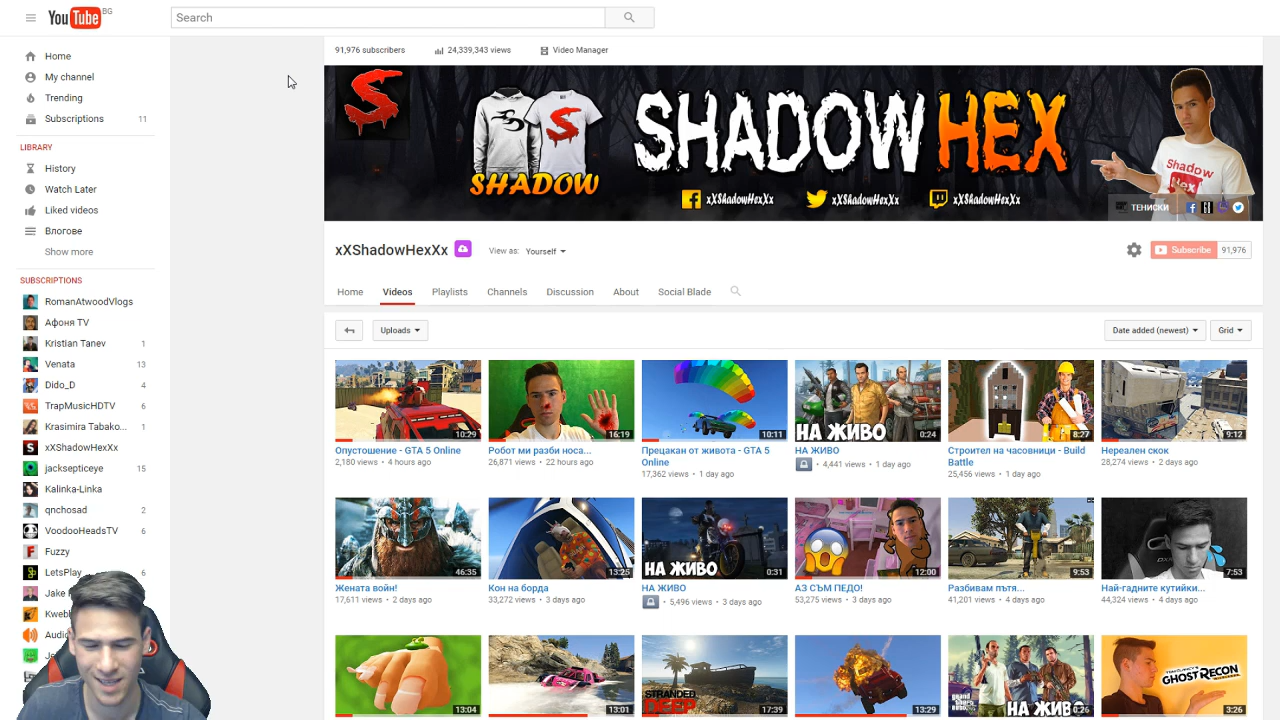 YouTube BG
Search
Home
My channel
Trending
Subscriptions 11
LIBRARY
History
Watch Later
Liked videos
Влогове
Show more
SUBSCRIPTIONS
RomanAtwoodVlogs
Афоня TV
Kristian Tanev 1
Venata 13
Dido_D 4
TrapMusicHDTV 6
Krasimira Tabako... 1
xXShadowHexXx
jacksepticeye 15
Kalinka-Linka
qnchosad 2
VoodooHeadsTV 6
Fuzzy
LetsPlay 6
91,976 subscribers 24,339,343 views Video Manager
S
S
SHADOW
SHADOW HEX
xXShadowHexXx xXShadowHexXx xXShadowHexXx
Shadow
Hex
ТЕНИСКИ
xXShadowHexXx View as: Yourself Subscribe 91,976
Home Videos Playlists Channels Discussion About Social Blade
Uploads Date added (newest) Grid
10:29 16:19 10:11 НА ЖИВО 0:24 8:27 9:12
Опустошение - GTA 5 Online
2,180 views • 4 hours ago
Робот ми разби носа...
26,871 views • 22 hours ago
Прецакан от живота - GTA 5
Online
17,362 views • 1 day ago
НА ЖИВО
4,441 views • 1 day ago
Строител на часовници - Build
Battle
25,456 views • 1 day ago
Нереален скок
28,274 views • 2 days ago
46:35 13:25 НА ЖИВО 0:31 12:00 9:53 7:53
Жената войн!
17,611 views • 2 days ago
Кон на борда
33,272 views • 3 days ago
НА ЖИВО
5,496 views • 3 days ago
АЗ СЪМ ПЕДО!
53,275 views • 3 days ago
Разбивам пътя...
41,201 views • 4 days ago
Най-гадните кутийки...
44,324 views • 4 days ago
13:04 13:01
STRANDED
DEEP 17:39
13:29
НА ЖИВО 0:26
GHOST RECON
3:26